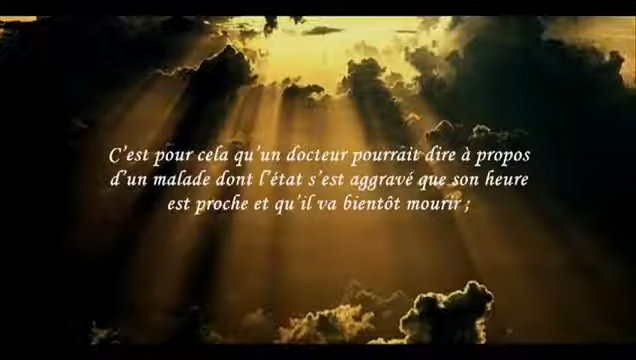 C'est pour cela qu'un docteur pourrait dire à propos
d'un malade dont l'état s'est aggravé que son heure
est proche et qu'il va bientôt mourir ;